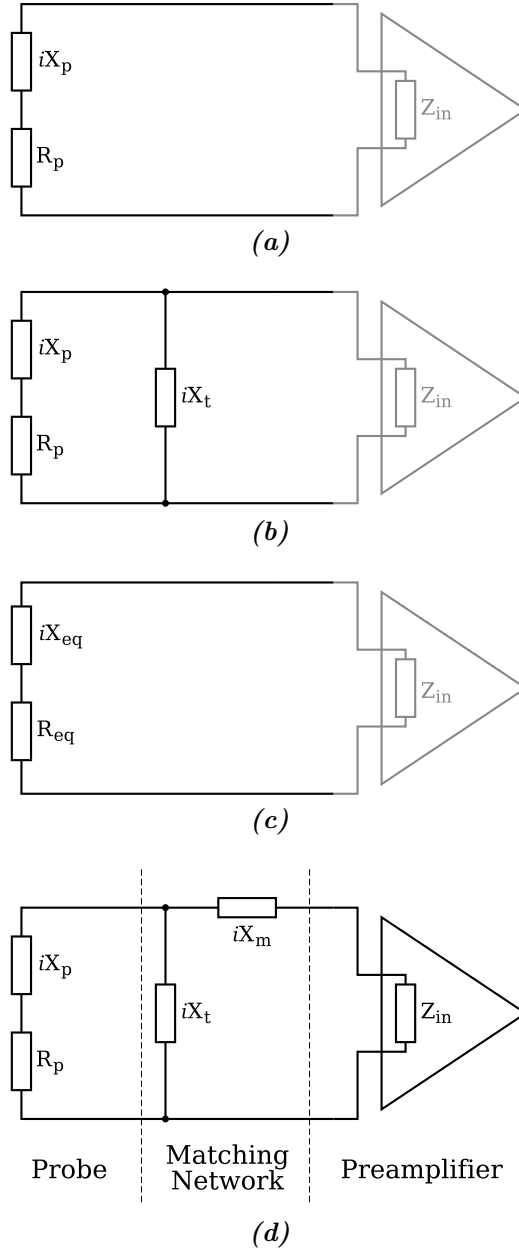 iXp
Rp
Zin
(a)
iXp
iXt
Zin
Rp
(b)
iXeq
Zin
Req
(c)
iXm
iXp
iXt
Zin
Rp
Probe
Matching
Network
Preamplifier
(d)